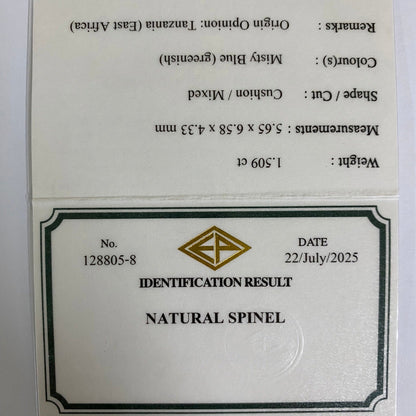 Weight : 1.509 ct
Measurements : 5.65 x 6.58 x 4.33 mm
Shape / Cut : Cushion / Mixed
Colour(s) : Misty Blue (greenish)
Remarks : Origin Opinion: Tanzania (East Africa)
No. EP DATE
128805-8 22/July/2025
IDENTIFICATION RESULT
NATURAL SPINEL